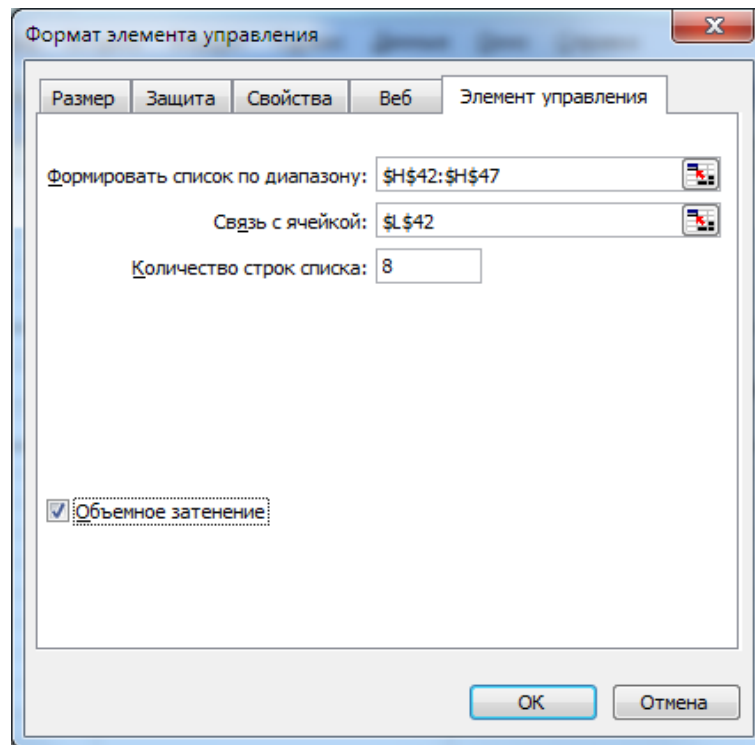 Формат элемента управления
Размер Защита Свойства Веб Элемент управления
Формировать список по диапазону: $H$42:$H$47
Связь с ячейкой: $L$42
Количество строк списка: 8
Объемное затенение
ОК Отмена